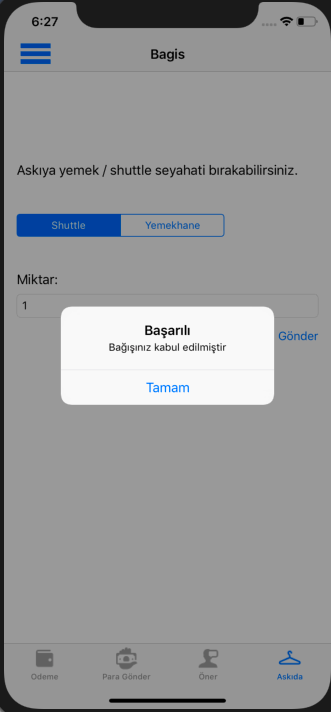 6:27
Bagis
Askıya yemek / shuttle seyahati bırakabilirsiniz.
Shuttle
Yemekhane
Miktar:
1
Gönder
Başarılı
Bağışınız kabul edilmiştir
Tamam
Odeme
Para Gönder
Öner
Askıda